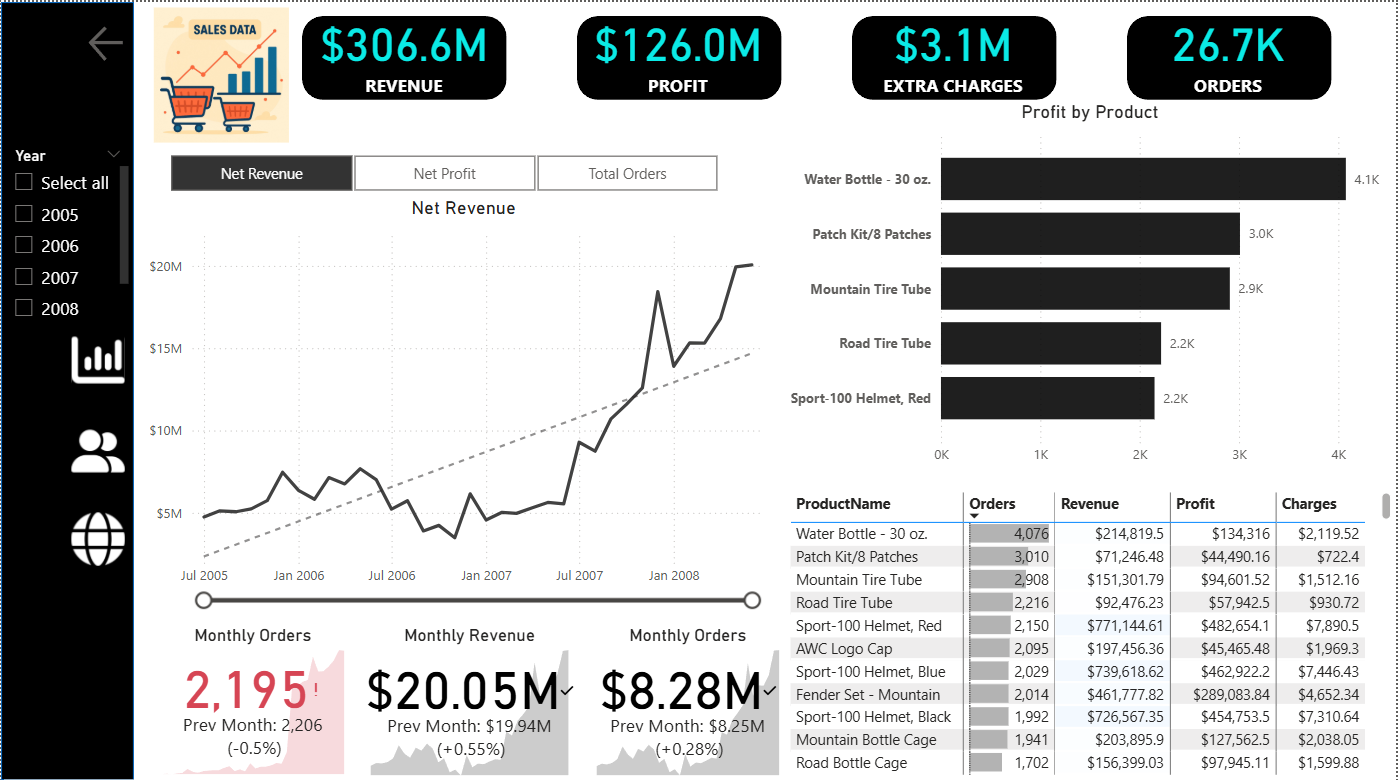 SALES DATA
$306.6M
REVENUE
$126.0M
PROFIT
$3.1M
EXTRA CHARGES
26.7K
ORDERS
Year
Select all
2005
2006
2007
2008
Net Revenue
Net Profit
Total Orders
Net Revenue
$20M
$15M
$10M
$5M
Jul 2005
Jan 2006
Jul 2006
Jan 2007
Jul 2007
Jan 2008
Profit by Product
Water Bottle - 30 oz.
4.1K
Patch Kit/8 Patches
3.0K
Mountain Tire Tube
2.9K
Road Tire Tube
2.2K
Sport-100 Helmet, Red
2.2K
0K
1K
2K
3K
4K
Monthly Orders
2,195!
Prev Month: 2,206
(-0.5%)
Monthly Revenue
$20.05M
Prev Month: $19.94M
(+0.55%)
Monthly Orders
$8.28M
Prev Month: $8.25M
(+0.28%)
ProductName Orders Revenue Profit Charges
Water Bottle - 30 oz. 4,076 $214,819.5 $134,316 $2,119.52
Patch Kit/8 Patches 3,010 $71,246.48 $44,490.16 $722.4
Mountain Tire Tube 2,908 $151,301.79 $94,601.52 $1,512.16
Road Tire Tube 2,216 $92,476.23 $57,942.5 $930.72
Sport-100 Helmet, Red 2,150 $771,144.61 $482,654.1 $7,890.5
AWC Logo Cap 2,095 $197,456.36 $45,465.48 $1,969.3
Sport-100 Helmet, Blue 2,029 $739,618.62 $462,922.2 $7,446.43
Fender Set - Mountain 2,014 $461,777.82 $289,083.84 $4,652.34
Sport-100 Helmet, Black 1,992 $726,567.35 $454,753.5 $7,310.64
Mountain Bottle Cage 1,941 $203,895.9 $127,562.5 $2,038.05
Road Bottle Cage 1,702 $156,399.03 $97,945.11 $1,599.88